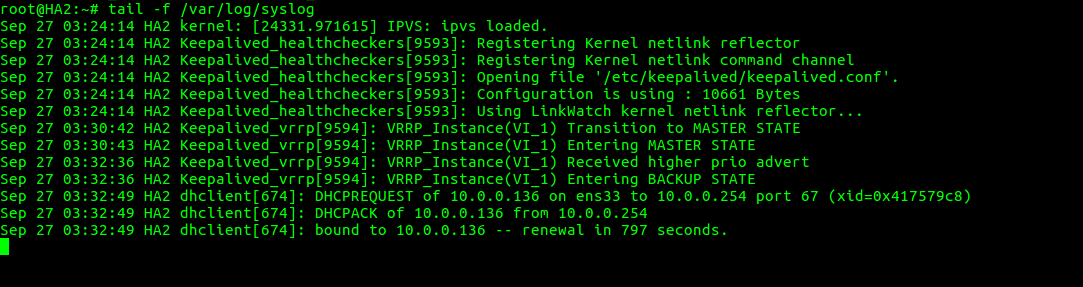 root@HA2:~# tail -f /var/log/syslog
Sep 27 03:24:14 HA2 kernel: [24331.971615] IPVS: ipvs loaded.
Sep 27 03:24:14 HA2 Keepalived_healthcheckers[9593]: Registering Kernel netlink reflector
Sep 27 03:24:14 HA2 Keepalived_healthcheckers[9593]: Registering Kernel netlink command channel
Sep 27 03:24:14 HA2 Keepalived_healthcheckers[9593]: Opening file '/etc/keepalived/keepalived.conf'.
Sep 27 03:24:14 HA2 Keepalived_healthcheckers[9593]: Configuration is using : 10661 Bytes
Sep 27 03:24:14 HA2 Keepalived_healthcheckers[9593]: Using LinkWatch kernel netlink reflector...
Sep 27 03:30:42 HA2 Keepalived_vrrp[9594]: VRRP_Instance(VI_1) Transition to MASTER STATE
Sep 27 03:30:43 HA2 Keepalived_vrrp[9594]: VRRP_Instance(VI_1) Entering MASTER STATE
Sep 27 03:32:36 HA2 Keepalived_vrrp[9594]: VRRP_Instance(VI_1) Received higher prio advert
Sep 27 03:32:36 HA2 Keepalived_vrrp[9594]: VRRP_Instance(VI_1) Entering BACKUP STATE
Sep 27 03:32:49 HA2 dhclient[674]: DHCPREQUEST of 10.0.0.136 on ens33 to 10.0.0.254 port 67 (xid=0x417579c8)
Sep 27 03:32:49 HA2 dhclient[674]: DHCPACK of 10.0.0.136 from 10.0.0.254
Sep 27 03:32:49 HA2 dhclient[674]: bound to 10.0.0.136 -- renewal in 797 seconds.